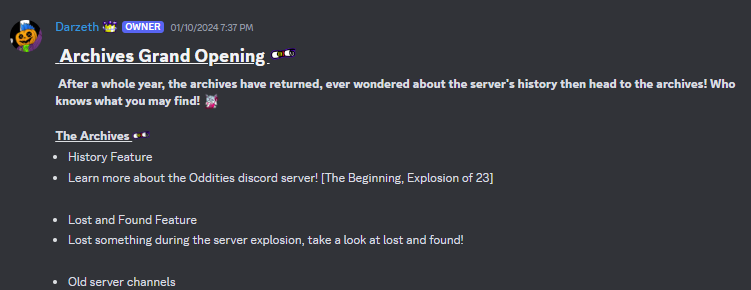 Darzeth OWNER 01/10/2024 7:37 PM
Archives Grand Opening
After a whole year, the archives have returned, ever wondered about the server's history then head to the archives! Who
knows what you may find!
The Archives
• History Feature
• Learn more about the Oddities discord server! [The Beginning, Explosion of 23]
• Lost and Found Feature
• Lost something during the server explosion, take a look at lost and found!
• Old server channels